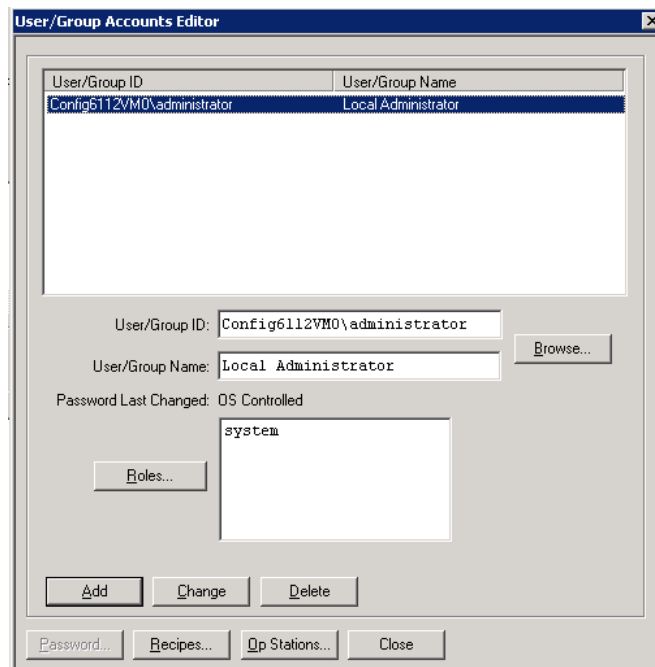 User/Group Accounts Editor
User/Group ID User/Group Name
Config6112VM0\administrator Local Administrator
User/Group ID: Config6112VM0\administrator
Browse...
User/Group Name: Local Administrator
Password Last Changed: OS Controlled
system
Roles...
Add Change Delete
Password... Recipes... Op Stations... Close